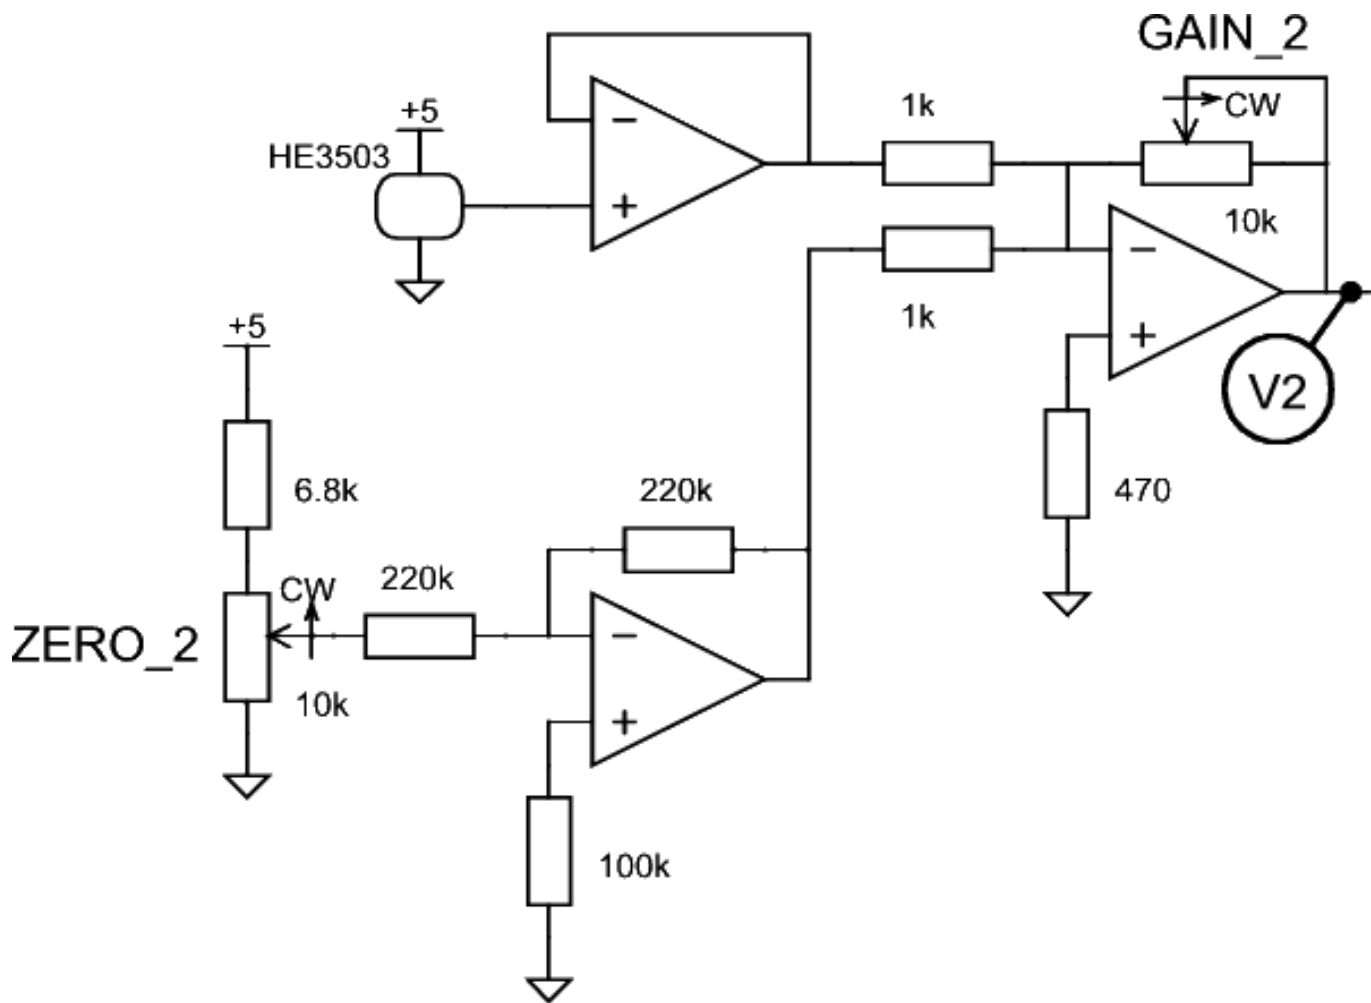 GAIN_2
+5
1k
CW
HE3503
−
+
10k
−
1k
+
+5
V2
6.8k
220k
470
CW
220k
ZERO_2
−
10k
+
100k